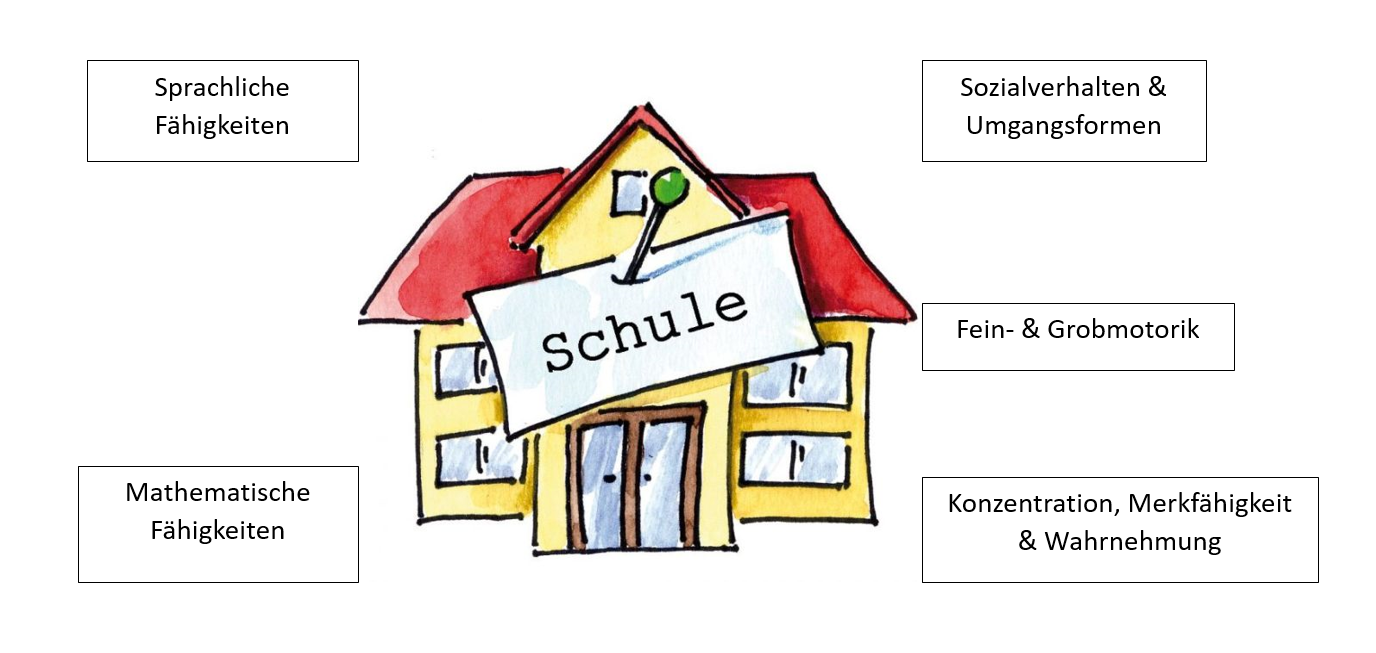 Sprachliche
Fähigkeiten
Sozialverhalten &
Umgangsformen
Schule
Fein- & Grobmotorik
Mathematische
Fähigkeiten
Konzentration, Merkfähigkeit
& Wahrnehmung